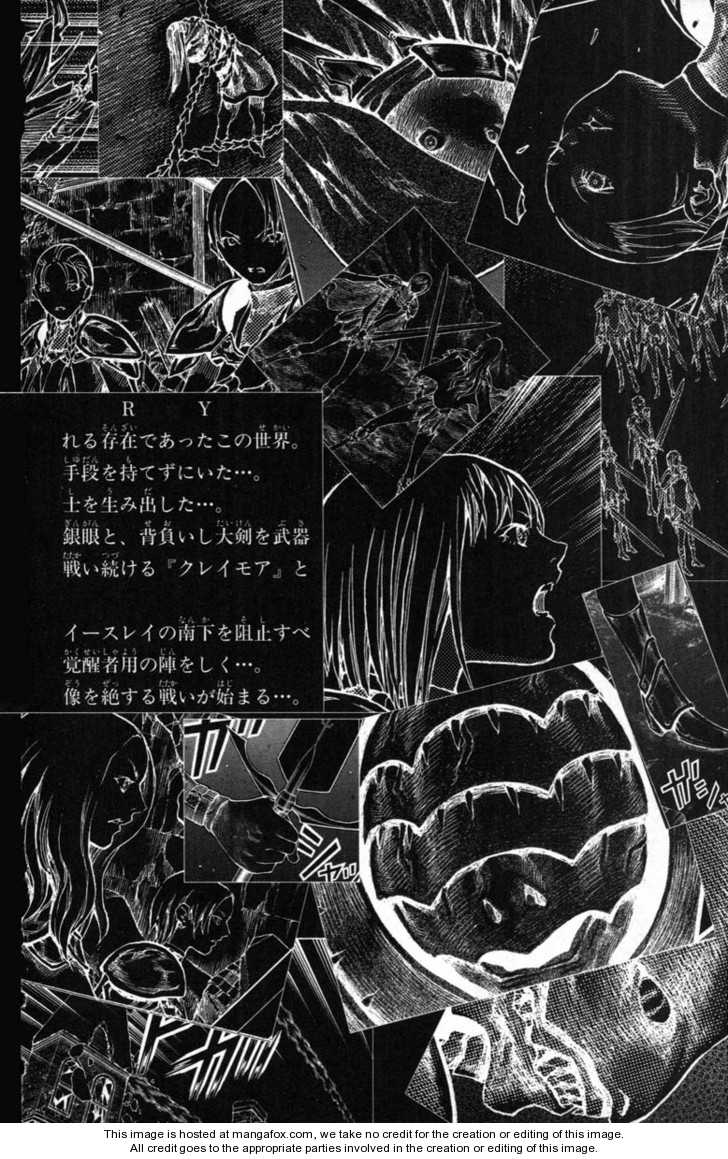 R Y
れる存在であったこの世界。
手段を持てずにいた…。
士を生み出した…。
銀眼と、背負いし大剣を武器
戦い続ける『クレイモア』と
イースレイの南下を阻止すべ
覚醒者用の陣をしく…。
像を絶する戦いが始まる…。
ガシャ
シャッ
This image is hosted at mangafox.com, we take no credit for the creation or editing of this image.
All credit goes to the appropriate parties involved in the creation or editing of this image.